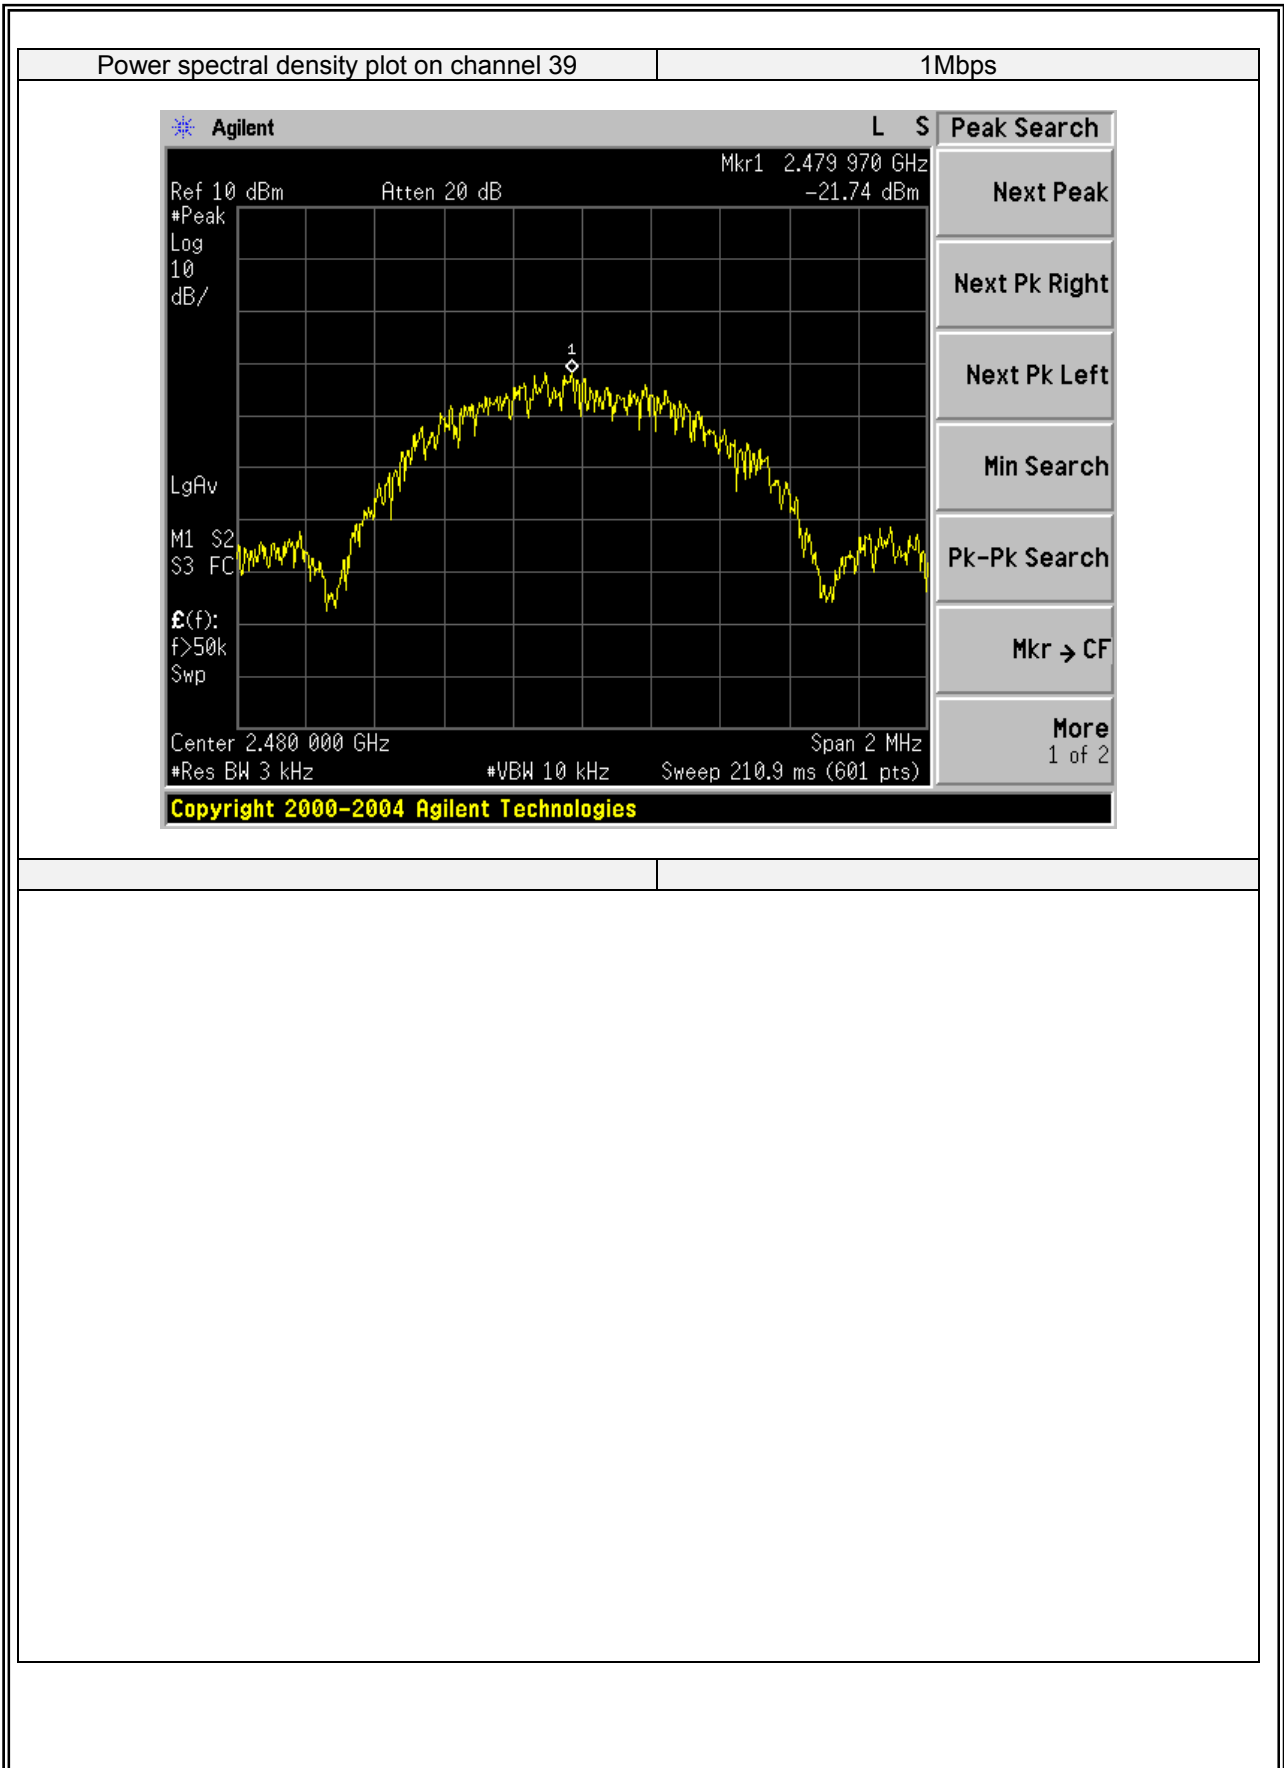 Power spectral density plot on channel 39 1Mbps
Agilent L S Peak Search
Mkr1 2.479 970 GHz
Ref 10 dBm Atten 20 dB -21.74 dBm
#Peak
Log
10
dB/
1
LgAv
M1 S2
S3 FC
£(f):
f>50k
Swp
Center 2.480 000 GHz Span 2 MHz
#Res BW 3 kHz #VBW 10 kHz Sweep 210.9 ms (601 pts)
Copyright 2000-2004 Agilent Technologies
Next Peak
Next Pk Right
Next Pk Left
Min Search
Pk-Pk Search
Mkr → CF
More
1 of 2